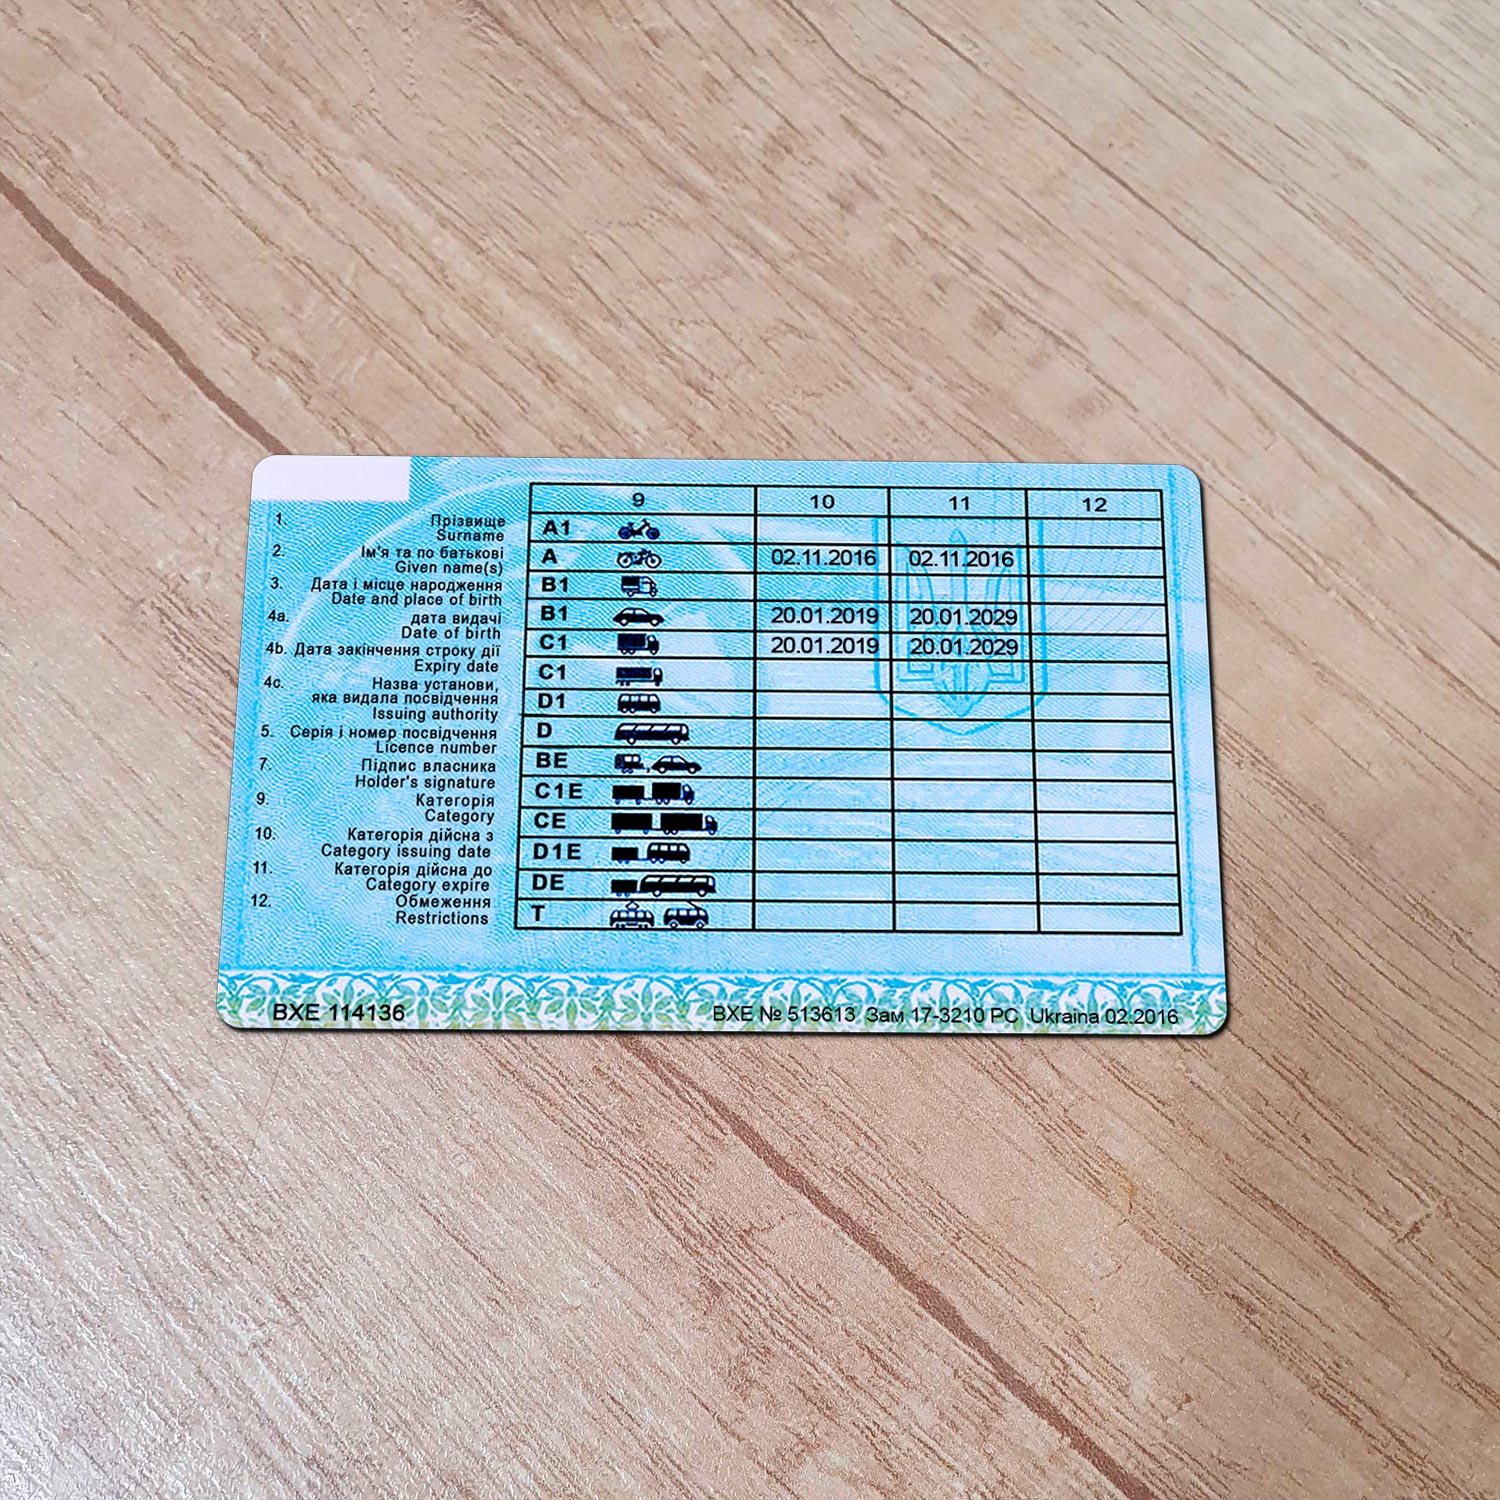 1. Прізвище
Surname
2. Ім'я та по батькові
Given name(s)
3. Дата і місце народження
Date and place of birth
4a. дата видачі
Date of birth
4b. Дата закінчення строку дії
Expiry date
4c. Назва установи,
яка видала посвідчення
Issuing authority
5. Серія і номер посвідчення
Licence number
7. Підпис власника
Holder's signature
9. Категорія
Category
10. Категорія дійсна з
Category issuing date
11. Категорія дійсна до
Category expire
12. Обмеження
Restrictions
9 10 11 12
A1
A 02.11.2016 02.11.2016
B1
B1 20.01.2019 20.01.2029
C1 20.01.2019 20.01.2029
C1
D1
D
BE
C1E
CE
D1E
DE
T
BXE 114136
BXE № 513613 Зам 17-3210 РС Ukraina 02.2016